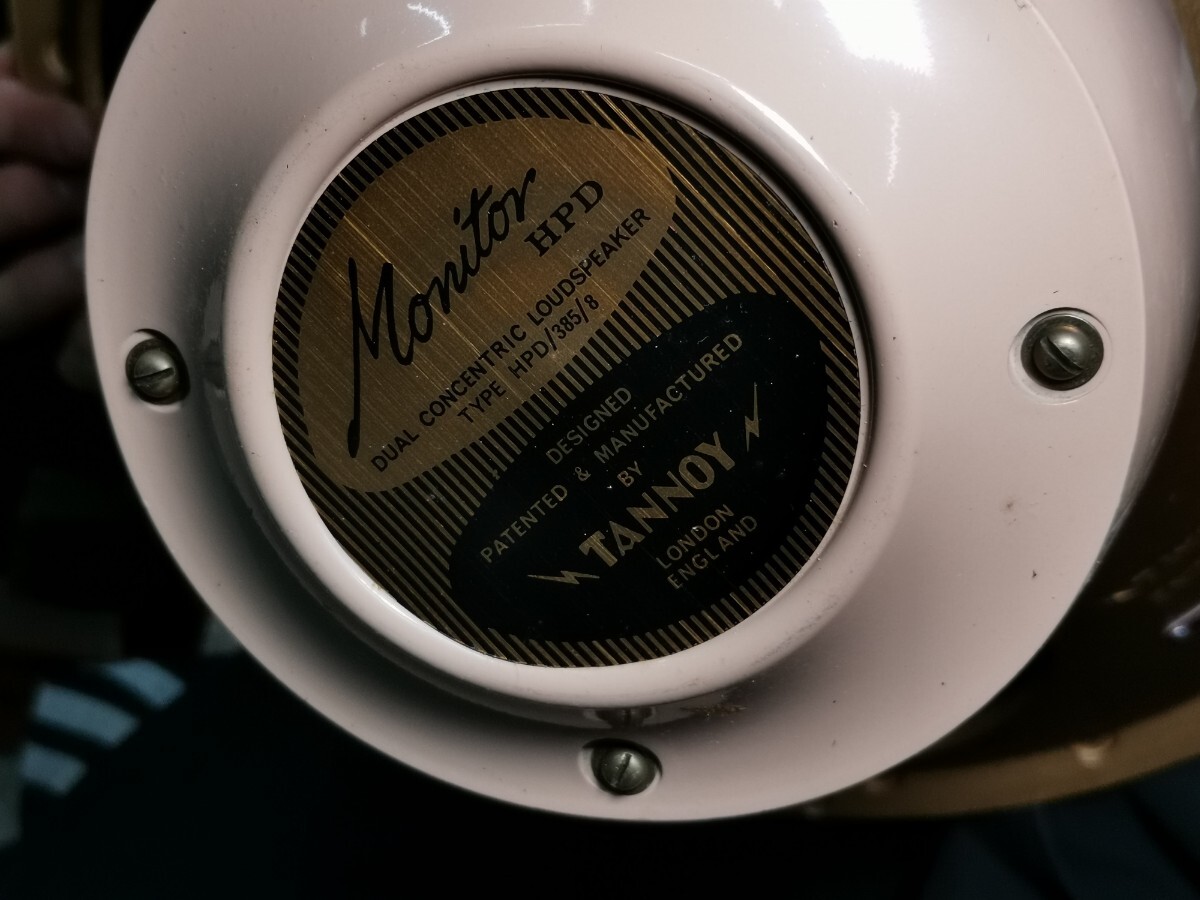 Monitor
HPD
DUAL CONCENTRIC LOUDSPEAKER
TYPE HPD/385/8
DESIGNED
PATENTED & MANUFACTURED
BY
TANNOY
LONDON
ENGLAND